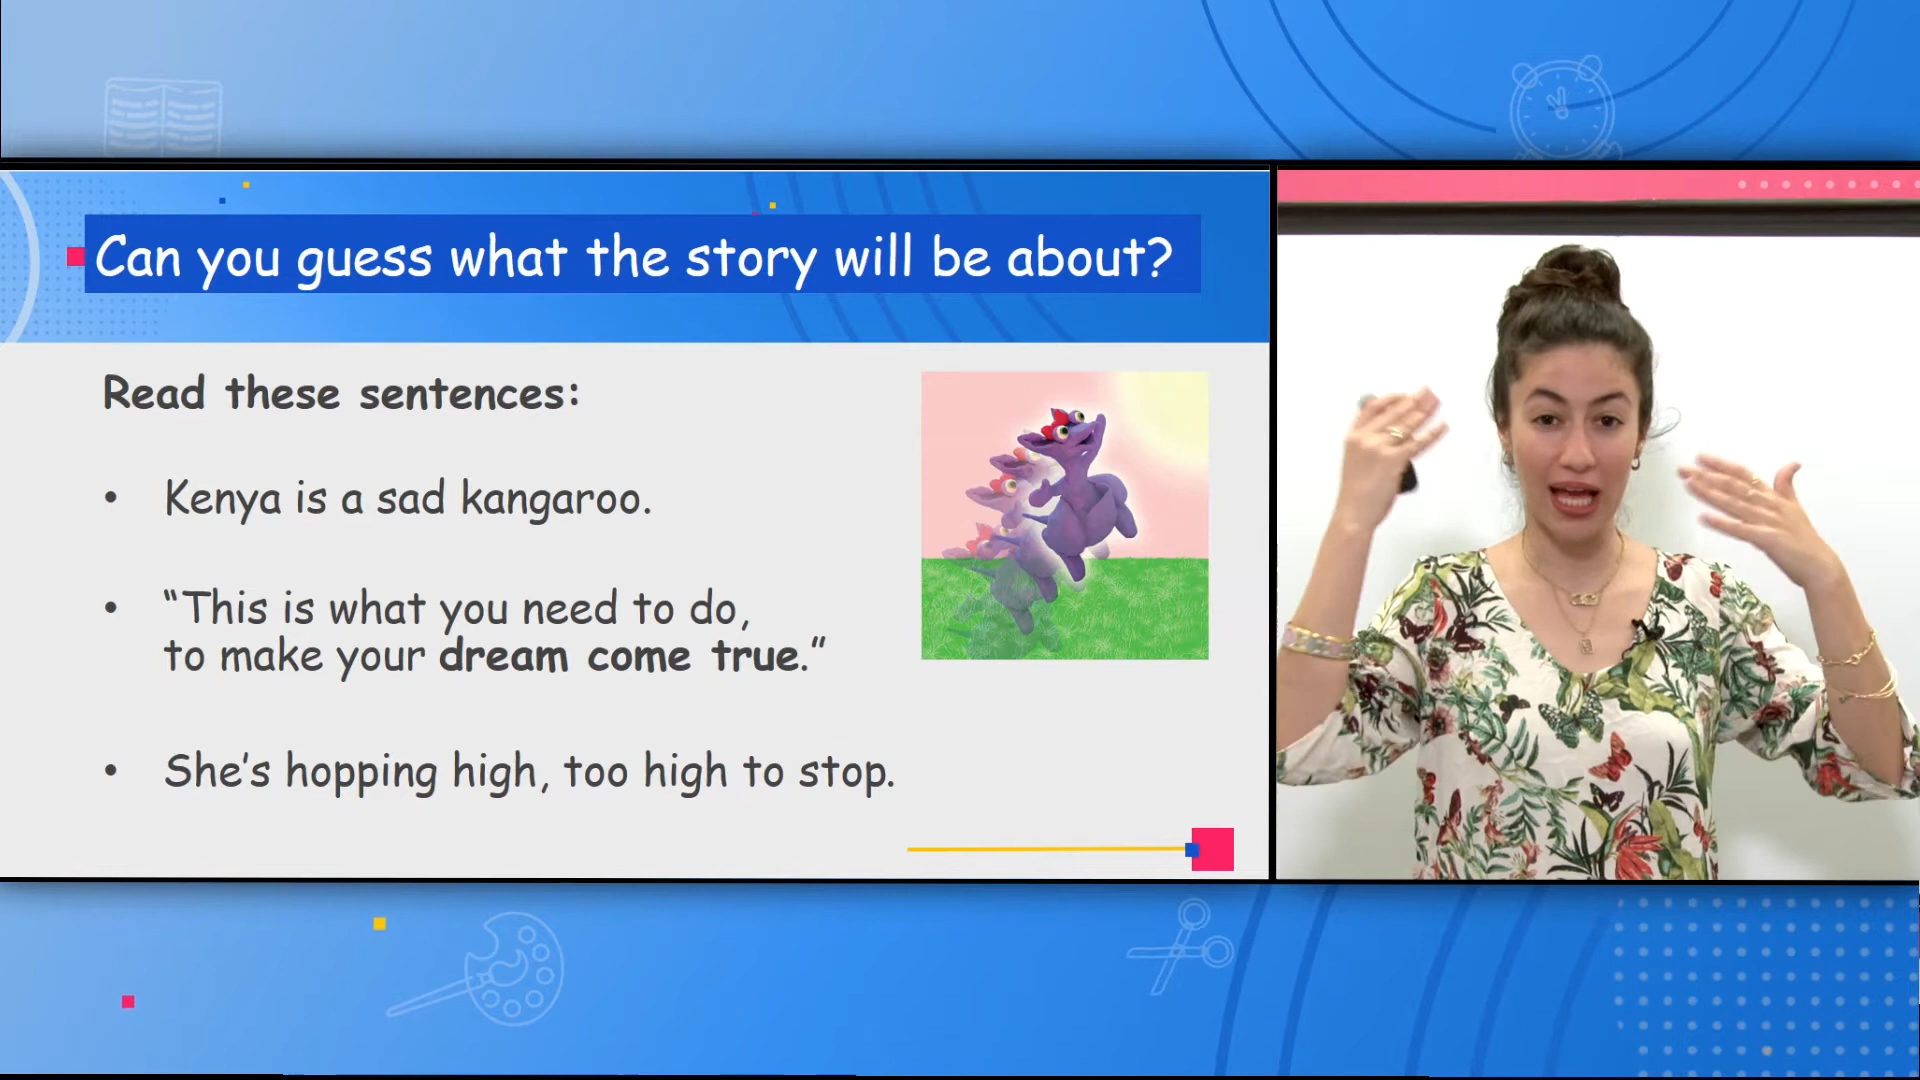 Can you guess what the story will be about?
Read these sentences:
• Kenya is a sad kangaroo.
• “This is what you need to do,
to make your dream come true.”
• She’s hopping high, too high to stop.